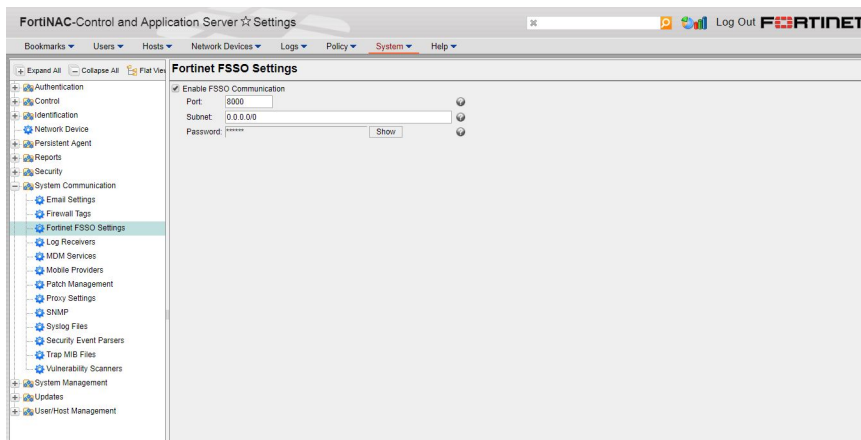 FortiNAC-Control and Application Server ☆ Settings
Log Out FORTINET
Bookmarks Users Hosts Network Devices Logs Policy System Help
Expand All Collapse All Flat View
Authentication
Control
Identification
Network Device
Persistent Agent
Reports
Security
System Communication
Email Settings
Firewall Tags
Fortinet FSSO Settings
Log Receivers
MDM Services
Mobile Providers
Patch Management
Proxy Settings
SNMP
Syslog Files
Security Event Parsers
Trap MIB Files
Vulnerability Scanners
System Management
Updates
User/Host Management
Fortinet FSSO Settings
Enable FSSO Communication
Port: 8000
Subnet: 0.0.0.0/0
Password: ****** Show